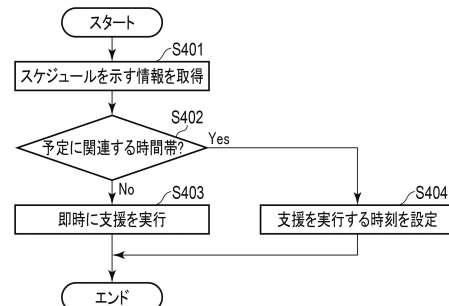 スタート
S401
スケジュールを示す情報を取得
S402
予定に関連する時間帯?
Yes
No
S403
即時に支援を実行
S404
支援を実行する時刻を設定
エンド